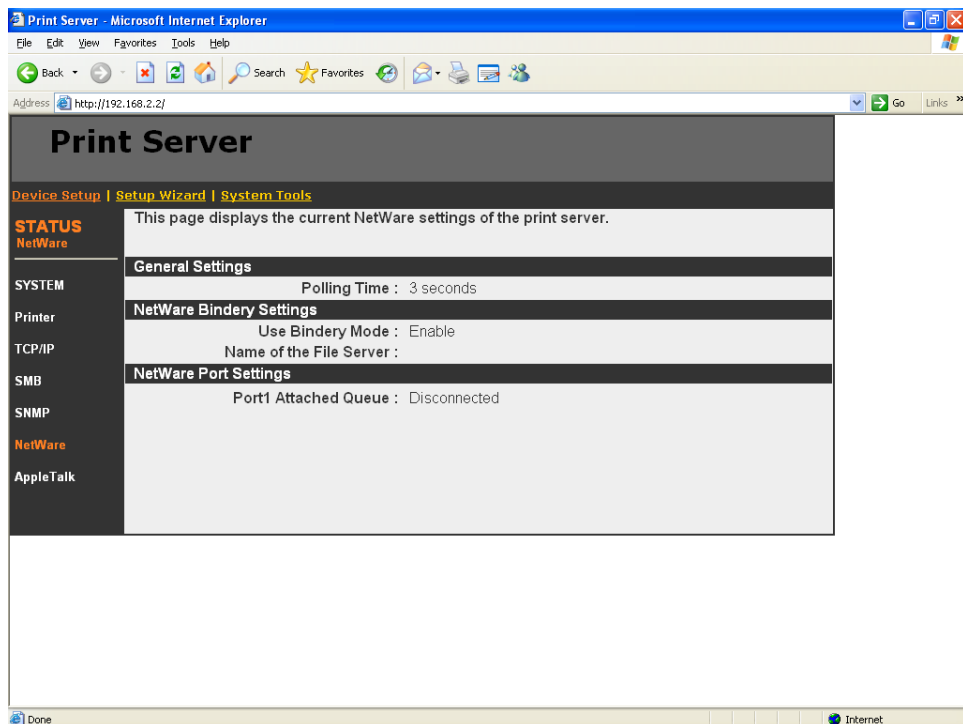 Print Server - Microsoft Internet Explorer
File Edit View Favorites Tools Help
Back Search Favorites
Address http://192.168.2.2/ Go Links »
Print Server
Device Setup | Setup Wizard | System Tools
STATUS
NetWare
SYSTEM
Printer
TCP/IP
SMB
SNMP
NetWare
AppleTalk
This page displays the current NetWare settings of the print server.
General Settings
Polling Time : 3 seconds
NetWare Bindery Settings
Use Bindery Mode : Enable
Name of the File Server :
NetWare Port Settings
Port1 Attached Queue : Disconnected
Done Internet